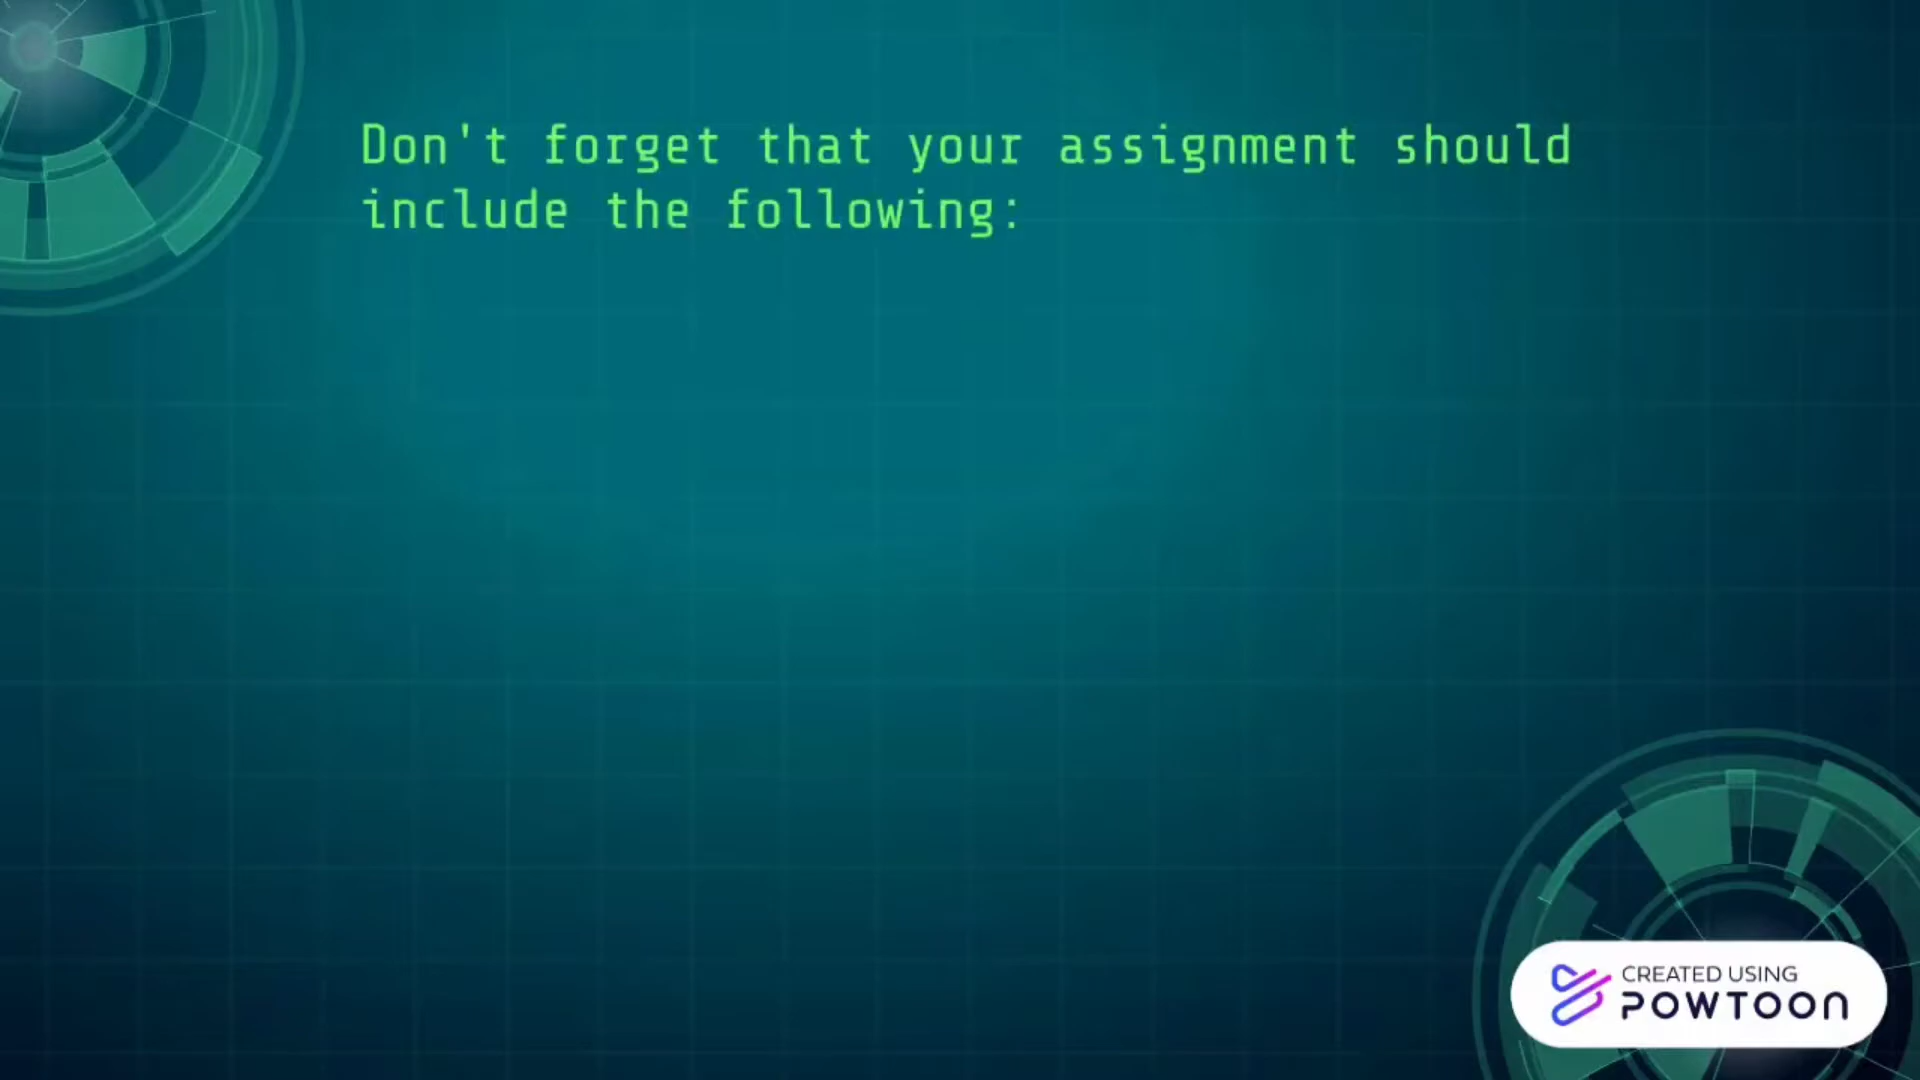 Don't forget that your assignment should
include the following:
CREATED USING
POWTOON